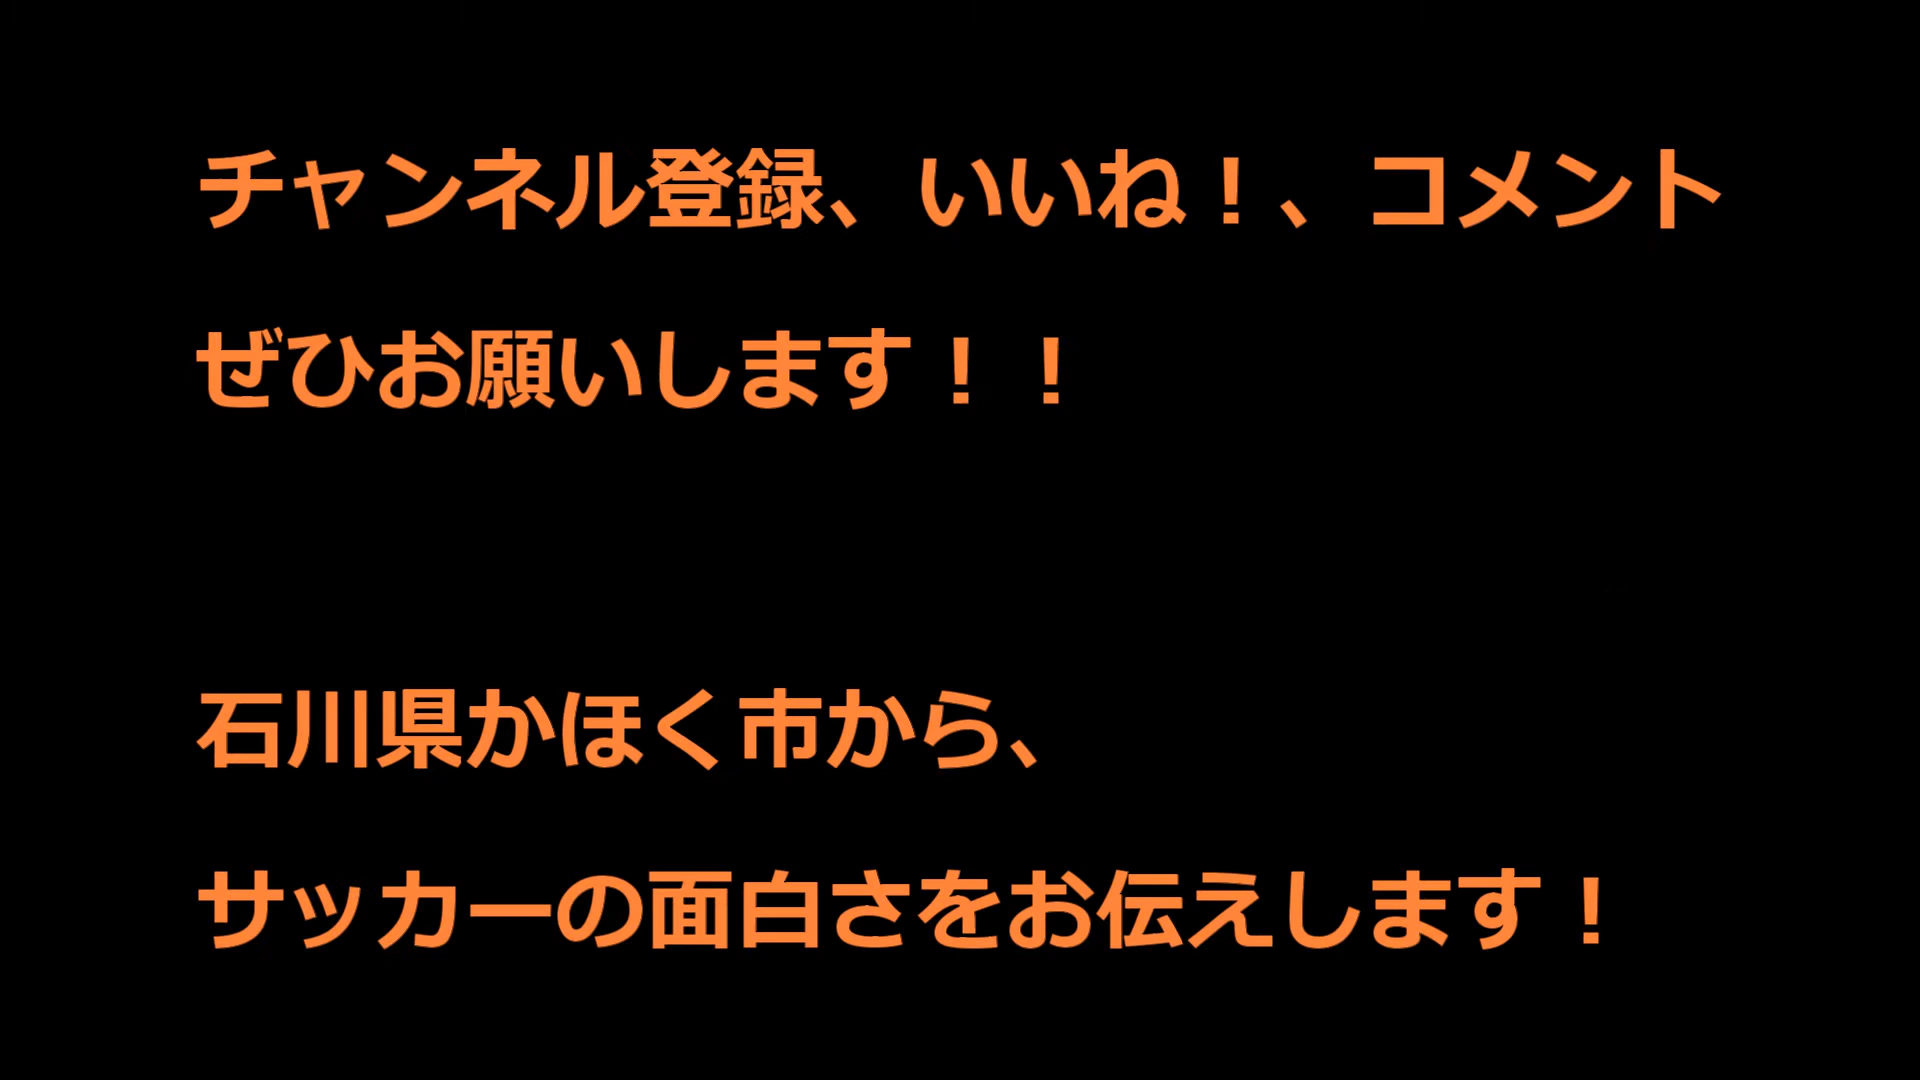 チャンネル登録、いいね！、コメント
ぜひお願いします！！
石川県かほく市から、
サッカーの面白さをお伝えします！